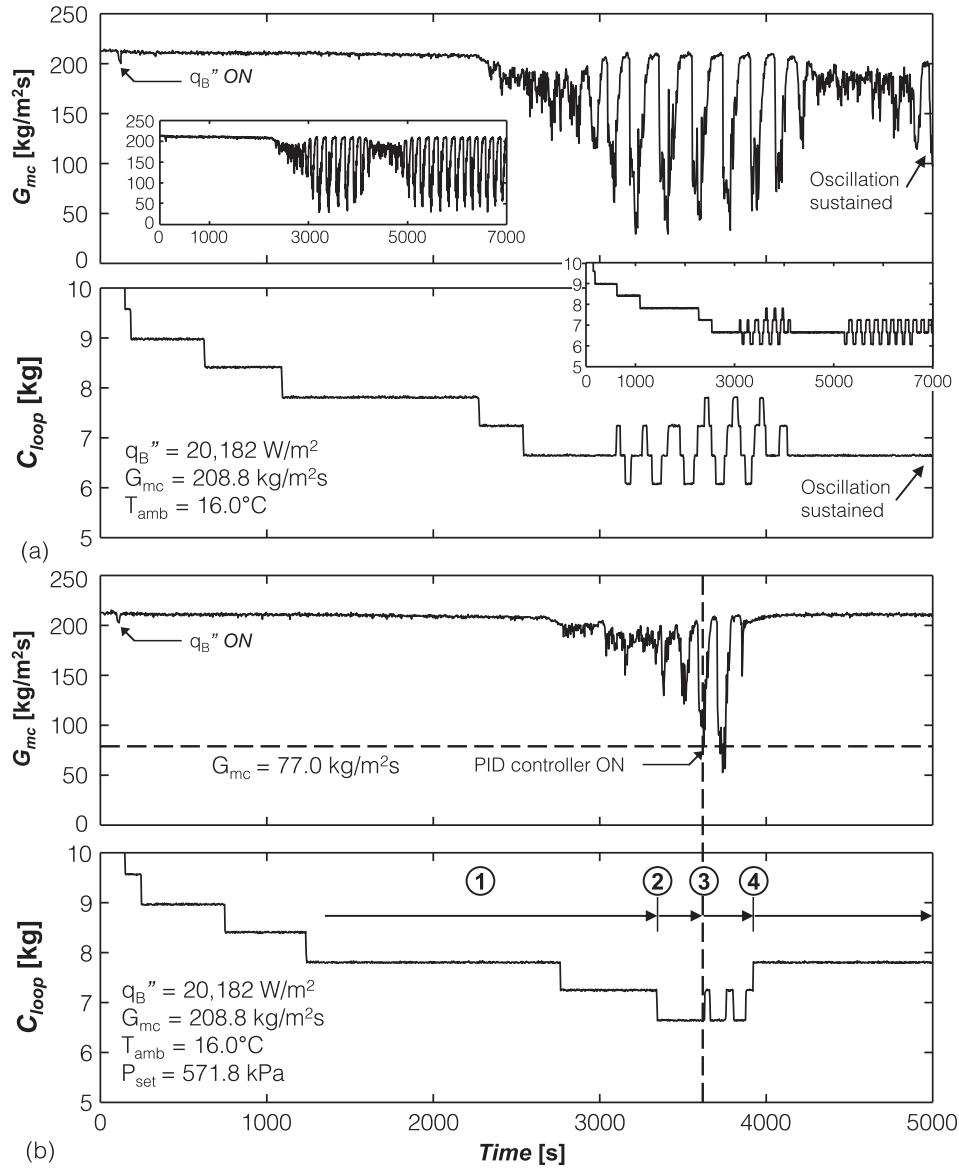 250
200
150
100
50
0
G_mc [kg/m²s]
q_B” ON
250
200
150
100
50
0
0 1000 3000 5000 7000
Oscillation
sustained
10
9
8
7
6
5
0 1000 3000 5000 7000
10
9
8
7
6
5
C_loop [kg]
q_B” = 20,182 W/m²
G_mc = 208.8 kg/m²s
T_amb = 16.0°C
Oscillation
sustained
(a)
250
200
150
100
50
0
G_mc [kg/m²s]
q_B” ON
G_mc = 77.0 kg/m²s
PID controller ON
10
9
8
7
6
5
C_loop [kg]
1 2 3 4
q_B” = 20,182 W/m²
G_mc = 208.8 kg/m²s
T_amb = 16.0°C
P_set = 571.8 kPa
0 1000 2000 3000 4000 5000
Time [s]
(b)